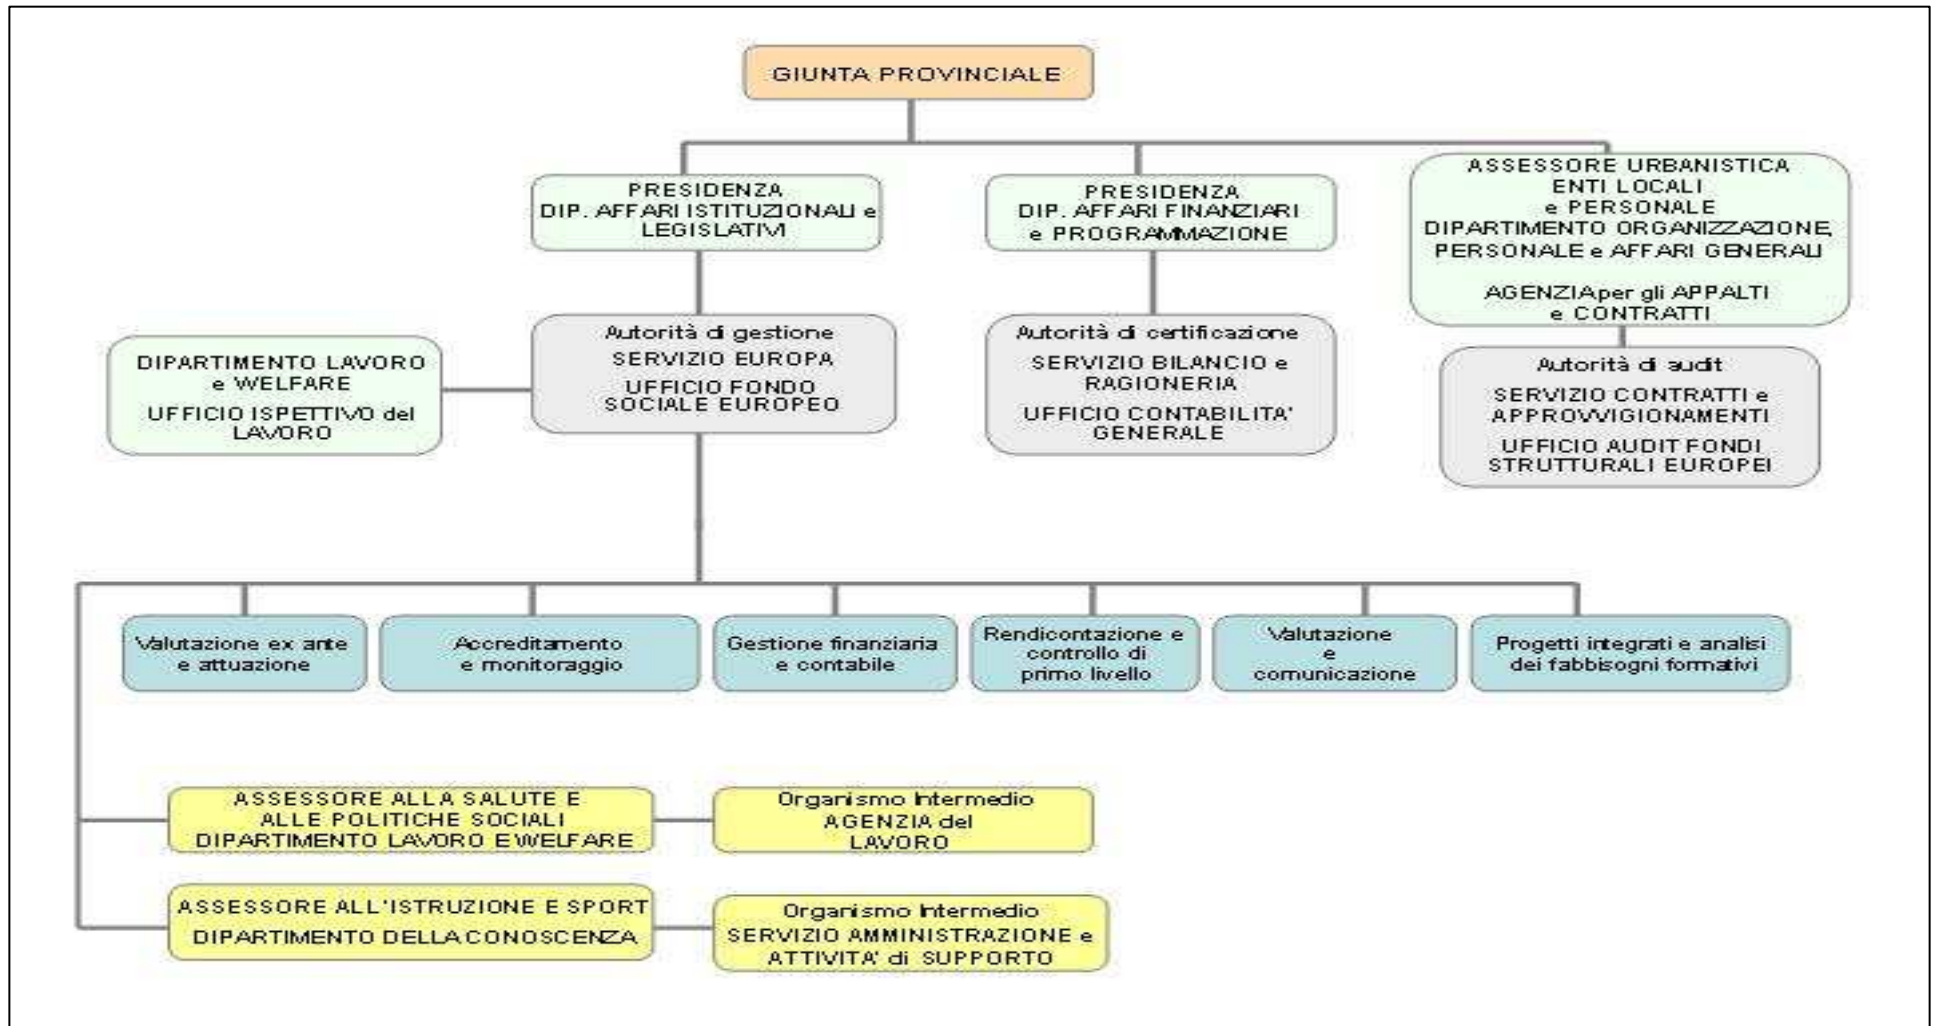 GIUNTA PROVINCIALE
PRESIDENZA
DIP. AFFARI ISTITUZIONALI e
LEGISLATIVI
PRESIDENZA
DIP. AFFARI FINANZIARI
e PROGRAMMAZIONE
ASSESSORE URBANISTICA
ENTI LOCALI
e PERSONALE
DIPARTIMENTO ORGANIZZAZIONE,
PERSONALE e AFFARI GENERALI
AGENZIA per gli APPALTI
e CONTRATTI
DIPARTIMENTO LAVORO
e WELFARE
UFFICIO ISPETTIVO del
LAVORO
Autorità di gestione
SERVIZIO EUROPA
UFFICIO FONDO
SOCIALE EUROPEO
Autorità di certificazione
SERVIZIO BILANCIO e
RAGIONERIA
UFFICIO CONTABILITA'
GENERALE
Autorità di audit
SERVIZIO CONTRATTI e
APPROVVIGIONAMENTI
UFFICIO AUDIT FONDI
STRUTTURALI EUROPEI
Valutazione ex ante
e attuazione
Accreditamento
e monitoraggio
Gestione finanziaria
e contabile
Rendicontazione e
controllo di
primo livello
Valutazione
e
comunicazione
Progetti integrati e analisi
dei fabbisogni formativi
ASSESSORE ALLA SALUTE E
ALLE POLITICHE SOCIALI
DIPARTIMENTO LAVORO E WELFARE
Organismo Intermedio
AGENZIA del
LAVORO
ASSESSORE ALL'ISTRUZIONE E SPORT
DIPARTIMENTO DELLA CONOSCENZA
Organismo Intermedio
SERVIZIO AMMINISTRAZIONE e
ATTIVITA' di SUPPORTO